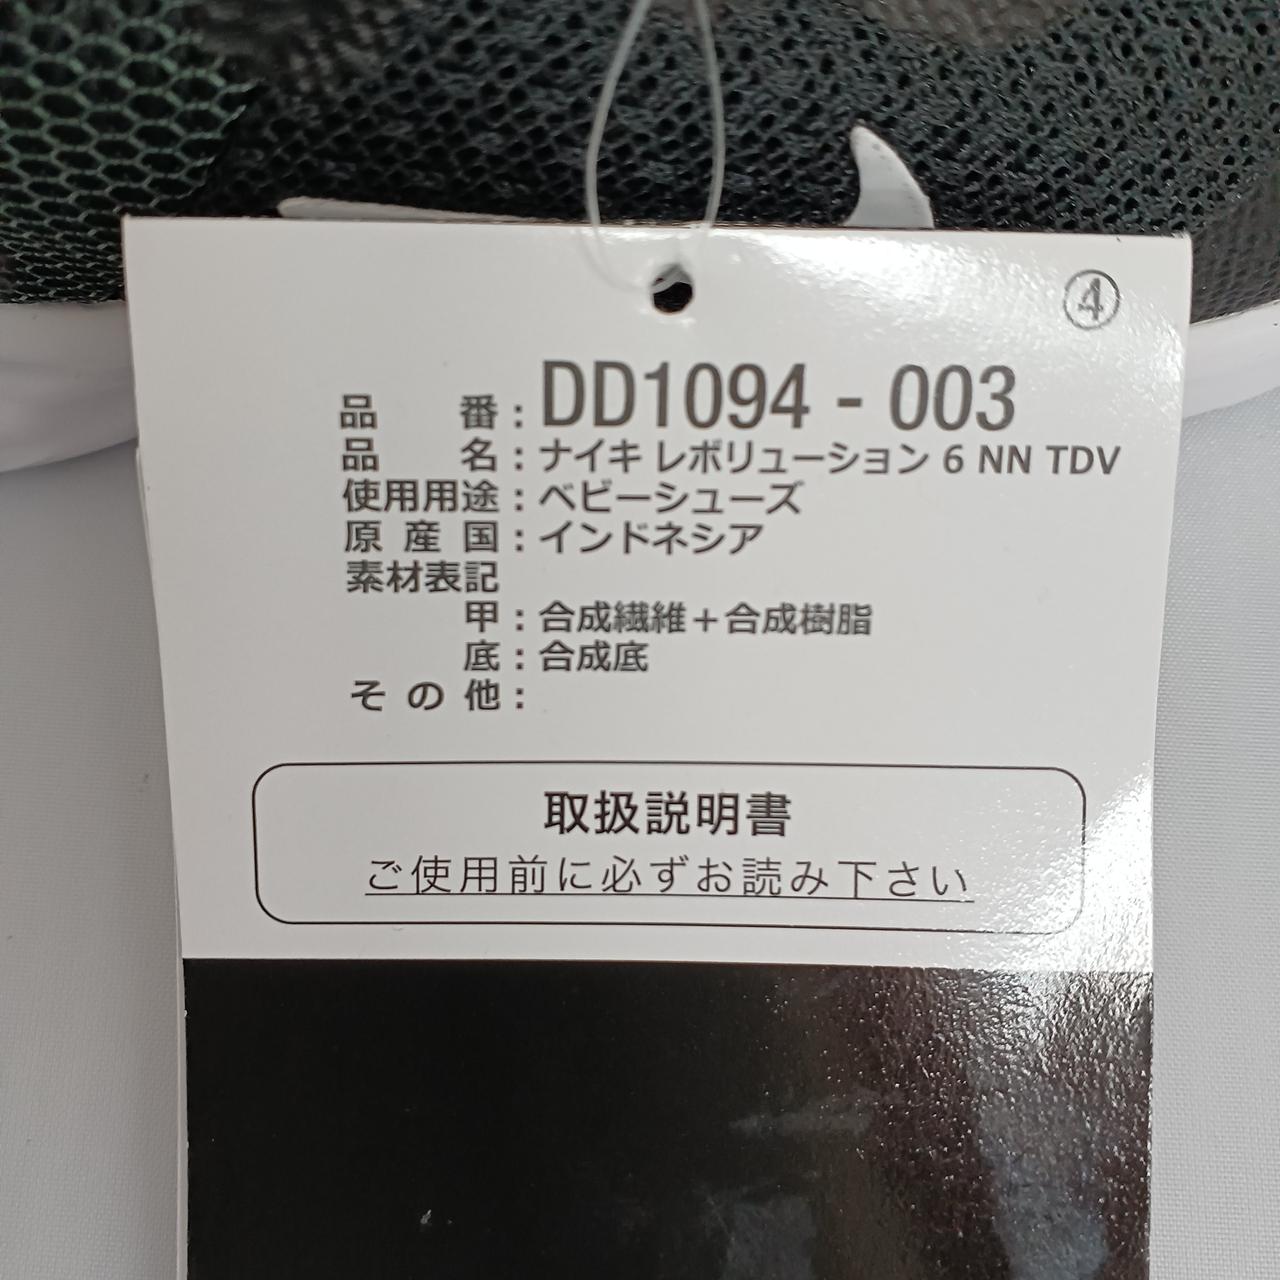 ④
品番：DD1094 - 003
品名：ナイキ レボリューション 6 NN TDV
使用用途：ベビーシューズ
原産国：インドネシア
素材表記
甲：合成繊維＋合成樹脂
底：合成底
その他：
取扱説明書
ご使用前に必ずお読み下さい